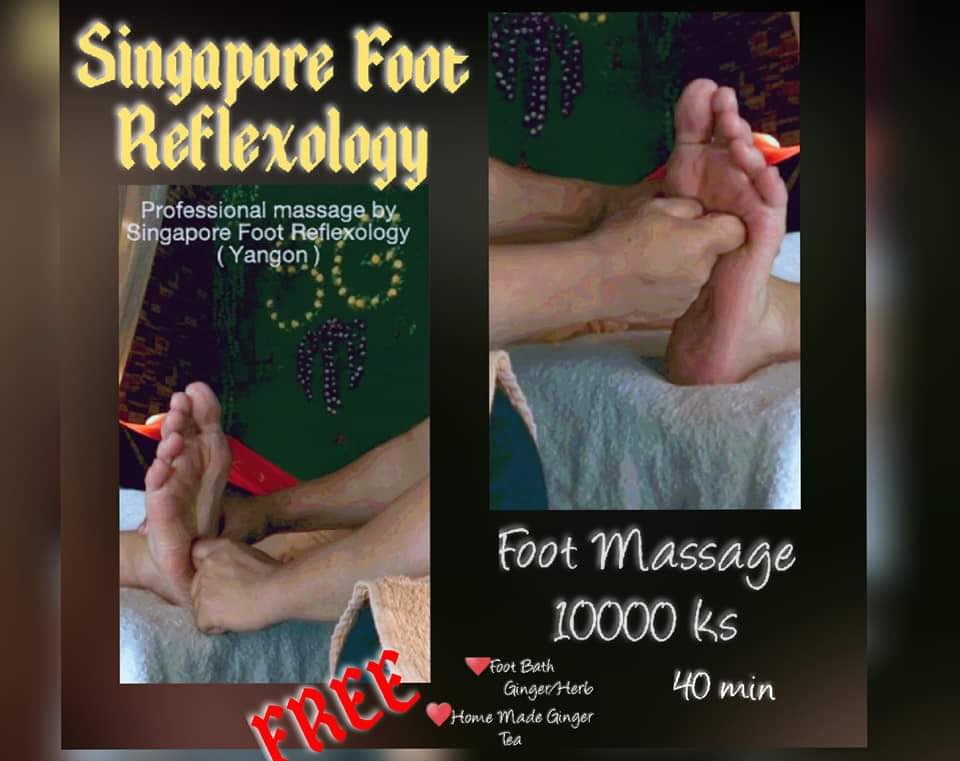 Singapore Foot
Reflexology
Professional massage by
Singapore Foot Reflexology
( Yangon )
SG
Foot Massage
10000 ks
40 min
FREE
Foot Bath
Ginger/Herb
Home Made Ginger
Tea